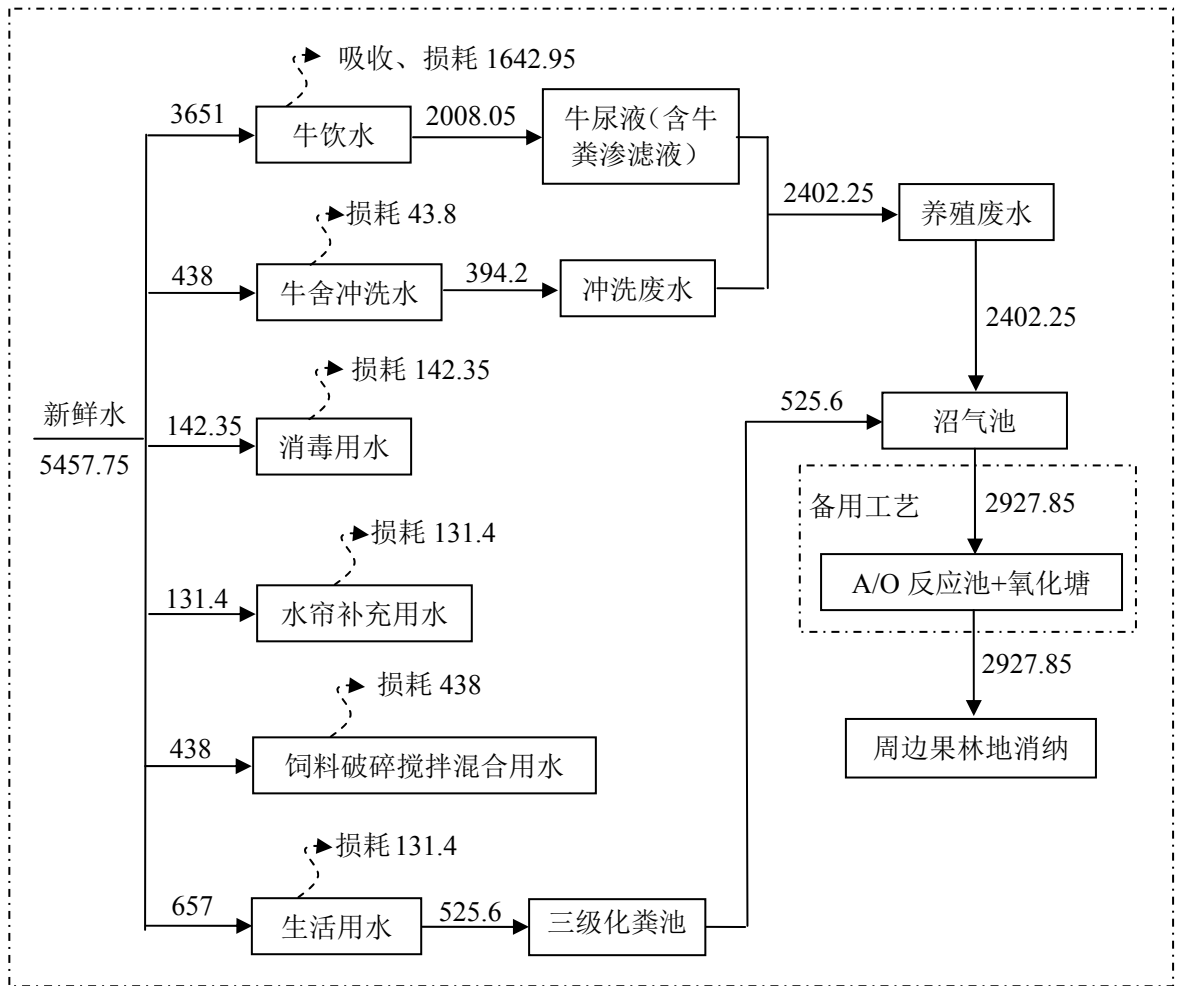 吸收、损耗 1642.95
3651
牛饮水
2008.05
牛尿液（含牛
粪渗滤液）
2402.25
养殖废水
损耗 43.8
438
牛舍冲洗水
394.2
冲洗废水
2402.25
损耗 142.35
新鲜水
5457.75
142.35
消毒用水
525.6
沼气池
备用工艺
2927.85
损耗 131.4
131.4
水帘补充用水
A/O 反应池+氧化塘
2927.85
损耗 438
438
饲料破碎搅拌混合用水
周边果林地消纳
损耗 131.4
657
生活用水
525.6
三级化粪池